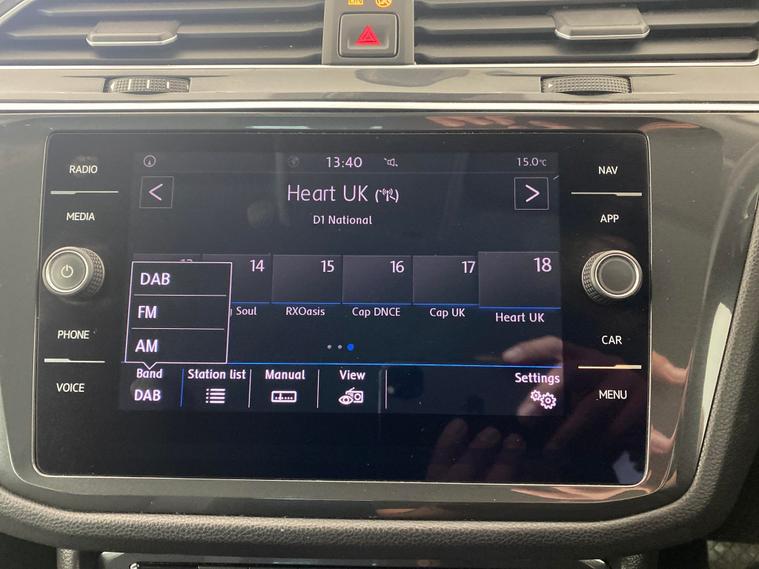 13:40
15.0°C
RADIO
NAV
<
Heart UK
>
MEDIA
APP
D1 National
14
15
16
17
18
DAB
Soul
RXOasis
Cap DNCE
Cap UK
Heart UK
FM
PHONE
CAR
AM
Band
Station list
Manual
View
Settings
VOICE
DAB
MENU